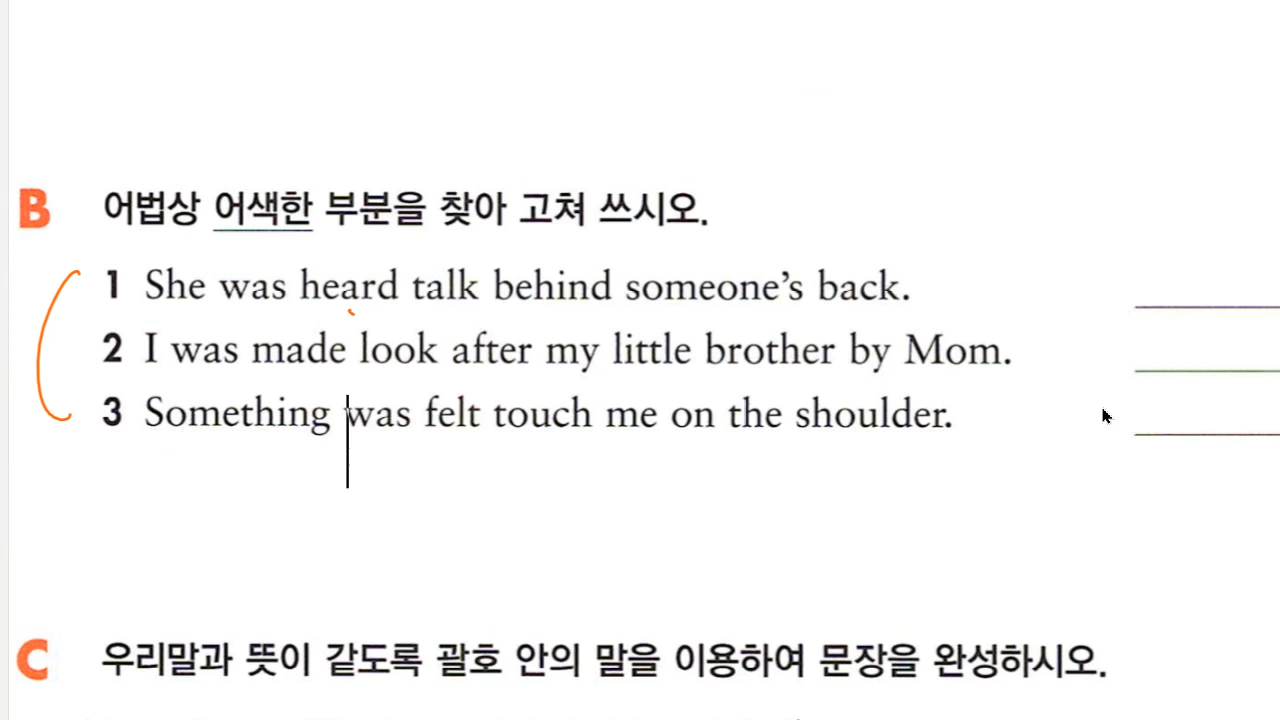 B 어법상 어색한 부분을 찾아 고쳐 쓰시오.
1 She was heard talk behind someone's back.
2 I was made look after my little brother by Mom.
3 Something was felt touch me on the shoulder.
C 우리말과 뜻이 같도록 괄호 안의 말을 이용하여 문장을 완성하시오.